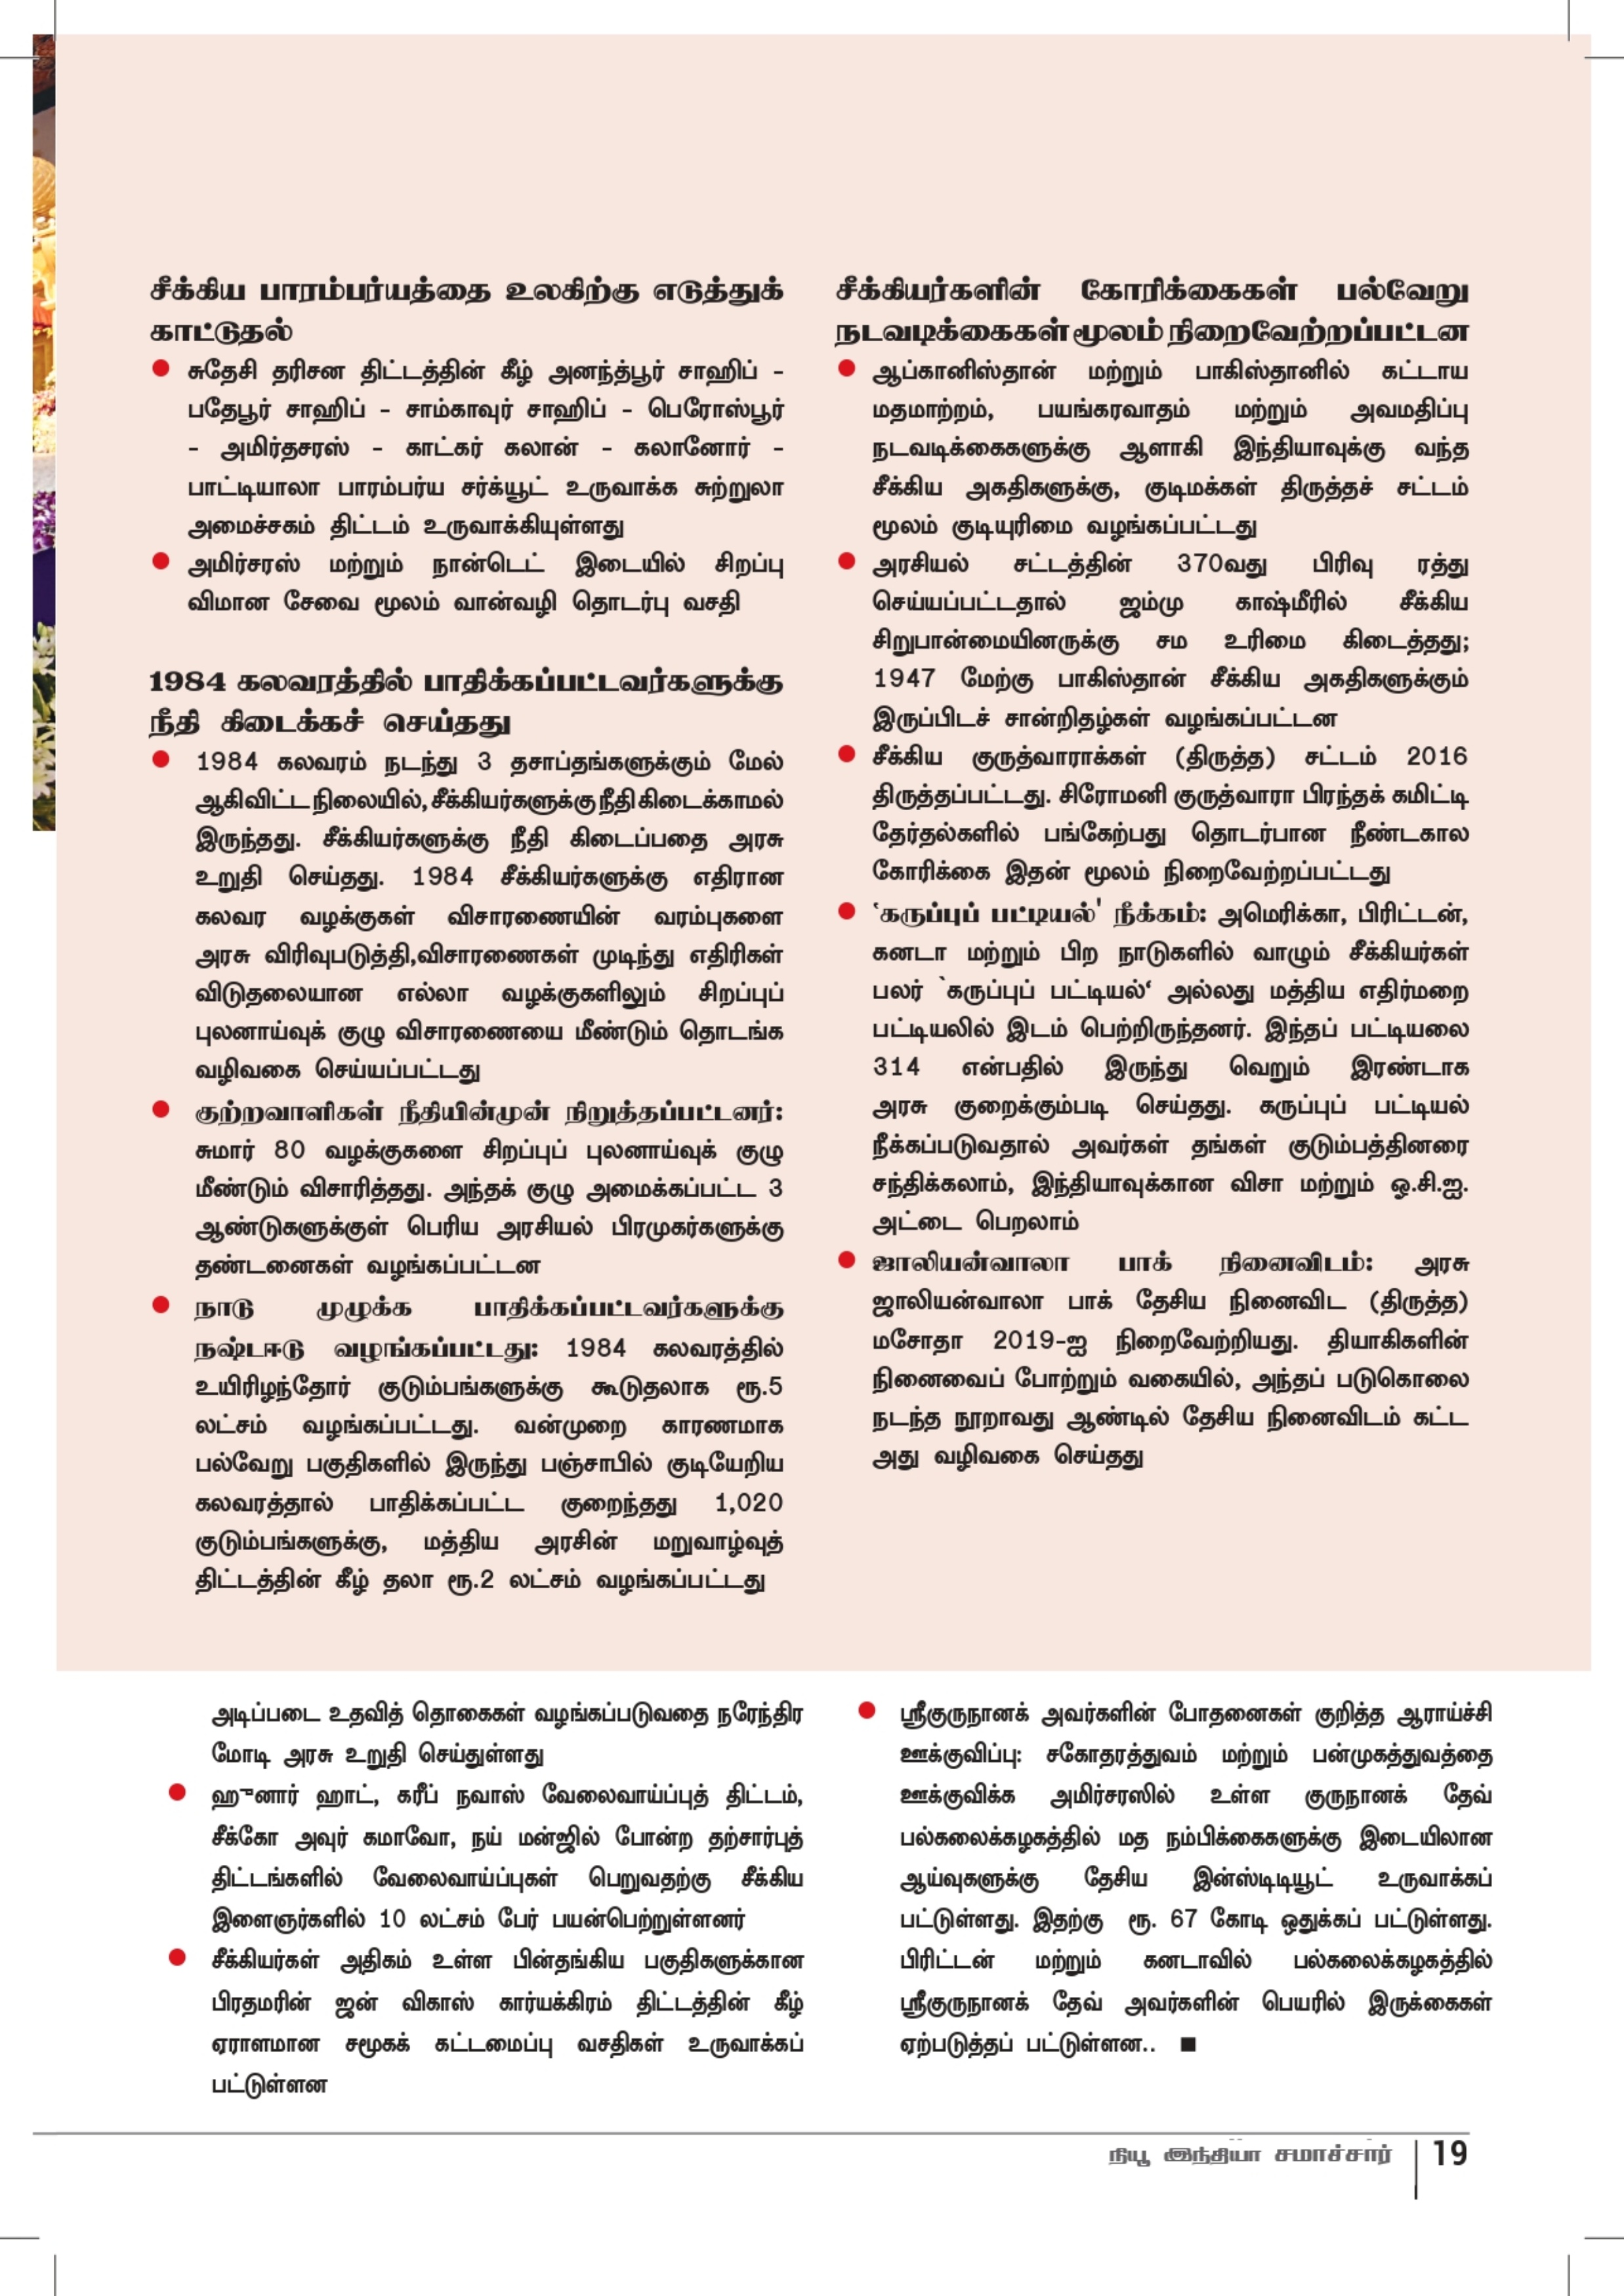 சீக்கிய பாரம்பர்யத்தை உலகிற்கு எடுத்துக்
காட்டுதல்
● சுதேசி தரிசன திட்டத்தின் கீழ் அனந்த்பூர் சாஹிப் -
பதேபூர் சாஹிப் - சாம்காவுர் சாஹிப் - பெரோஸ்பூர்
- அமிர்தசரஸ் - காட்கர் கலான் - கலானோர் -
பாட்டியாலா பாரம்பர்ய சர்க்யூட் உருவாக்க சுற்றுலா
அமைச்சகம் திட்டம் உருவாக்கியுள்ளது
● அமிர்சரஸ் மற்றும் நான்டெட் இடையில் சிறப்பு
விமான சேவை மூலம் வான்வழி தொடர்பு வசதி
1984 கலவரத்தில் பாதிக்கப்பட்டவர்களுக்கு
நீதி கிடைக்கச் செய்தது
● 1984 கலவரம் நடந்து 3 தசாப்தங்களுக்கும் மேல்
ஆகிவிட்ட நிலையில், சீக்கியர்களுக்கு நீதி கிடைக்காமல்
இருந்தது. சீக்கியர்களுக்கு நீதி கிடைப்பதை அரசு
உறுதி செய்தது. 1984 சீக்கியர்களுக்கு எதிரான
கலவர வழக்குகள் விசாரணையின் வரம்புகளை
அரசு விரிவுபடுத்தி,விசாரணைகள் முடிந்து எதிரிகள்
விடுதலையான எல்லா வழக்குகளிலும் சிறப்புப்
புலனாய்வுக் குழு விசாரணையை மீண்டும் தொடங்க
வழிவகை செய்யப்பட்டது
● குற்றவாளிகள் நீதியின்முன் நிறுத்தப்பட்டனர்:
சுமார் 80 வழக்குகளை சிறப்புப் புலனாய்வுக் குழு
மீண்டும் விசாரித்தது. அந்தக் குழு அமைக்கப்பட்ட 3
ஆண்டுகளுக்குள் பெரிய அரசியல் பிரமுகர்களுக்கு
தண்டனைகள் வழங்கப்பட்டன
● நாடு முழுக்க பாதிக்கப்பட்டவர்களுக்கு
நஷ்டஈடு வழங்கப்பட்டது: 1984 கலவரத்தில்
உயிரிழந்தோர் குடும்பங்களுக்கு கூடுதலாக ரூ.5
லட்சம் வழங்கப்பட்டது. வன்முறை காரணமாக
பல்வேறு பகுதிகளில் இருந்து பஞ்சாபில் குடியேறிய
கலவரத்தால் பாதிக்கப்பட்ட குறைந்தது 1,020
குடும்பங்களுக்கு, மத்திய அரசின் மறுவாழ்வுத்
திட்டத்தின் கீழ் தலா ரூ.2 லட்சம் வழங்கப்பட்டது
சீக்கியர்களின் கோரிக்கைகள் பல்வேறு
நடவடிக்கைகள் மூலம் நிறைவேற்றப்பட்டன
● ஆப்கானிஸ்தான் மற்றும் பாகிஸ்தானில் கட்டாய
மதமாற்றம், பயங்கரவாதம் மற்றும் அவமதிப்பு
நடவடிக்கைகளுக்கு ஆளாகி இந்தியாவுக்கு வந்த
சீக்கிய அகதிகளுக்கு, குடிமக்கள் திருத்தச் சட்டம்
மூலம் குடியுரிமை வழங்கப்பட்டது
● அரசியல் சட்டத்தின் 370வது பிரிவு ரத்து
செய்யப்பட்டதால் ஜம்மு காஷ்மீரில் சீக்கிய
சிறுபான்மையினருக்கு சம உரிமை கிடைத்தது;
1947 மேற்கு பாகிஸ்தான் சீக்கிய அகதிகளுக்கும்
இருப்பிடச் சான்றிதழ்கள் வழங்கப்பட்டன
● சீக்கிய குருத்வாராக்கள் (திருத்த) சட்டம் 2016
திருத்தப்பட்டது. சிரோமனி குருத்வாரா பிரந்தக் கமிட்டி
தேர்தல்களில் பங்கேற்பது தொடர்பான நீண்டகால
கோரிக்கை இதன் மூலம் நிறைவேற்றப்பட்டது
● ‘கருப்புப் பட்டியல்' நீக்கம்: அமெரிக்கா, பிரிட்டன்,
கனடா மற்றும் பிற நாடுகளில் வாழும் சீக்கியர்கள்
பலர் `கருப்புப் பட்டியல்‘ அல்லது மத்திய எதிர்மறை
பட்டியலில் இடம் பெற்றிருந்தனர். இந்தப் பட்டியலை
314 என்பதில் இருந்து வெறும் இரண்டாக
அரசு குறைக்கும்படி செய்தது. கருப்புப் பட்டியல்
நீக்கப்படுவதால் அவர்கள் தங்கள் குடும்பத்தினரை
சந்திக்கலாம், இந்தியாவுக்கான விசா மற்றும் ஓ.சி.ஐ.
அட்டை பெறலாம்
● ஜாலியன்வாலா பாக் நினைவிடம்: அரசு
ஜாலியன்வாலா பாக் தேசிய நினைவிட (திருத்த)
மசோதா 2019-ஐ நிறைவேற்றியது. தியாகிகளின்
நினைவைப் போற்றும் வகையில், அந்தப் படுகொலை
நடந்த நூறாவது ஆண்டில் தேசிய நினைவிடம் கட்ட
அது வழிவகை செய்தது
அடிப்படை உதவித் தொகைகள் வழங்கப்படுவதை நரேந்திர
மோடி அரசு உறுதி செய்துள்ளது
● ஹுனார் ஹாட், கரீப் நவாஸ் வேலைவாய்ப்புத் திட்டம்,
சீக்கோ அவுர் கமாவோ, நய் மன்ஜில் போன்ற தற்சார்புத்
திட்டங்களில் வேலைவாய்ப்புகள் பெறுவதற்கு சீக்கிய
இளைஞர்களில் 10 லட்சம் பேர் பயன்பெற்றுள்ளனர்
● சீக்கியர்கள் அதிகம் உள்ள பின்தங்கிய பகுதிகளுக்கான
பிரதமரின் ஜன் விகாஸ் கார்யக்கிரம் திட்டத்தின் கீழ்
ஏராளமான சமூகக் கட்டமைப்பு வசதிகள் உருவாக்கப்
பட்டுள்ளன
● ஸ்ரீகுருநானக் அவர்களின் போதனைகள் குறித்த ஆராய்ச்சி
ஊக்குவிப்பு: சகோதரத்துவம் மற்றும் பன்முகத்துவத்தை
ஊக்குவிக்க அமிர்சரஸில் உள்ள குருநானக் தேவ்
பல்கலைக்கழகத்தில் மத நம்பிக்கைகளுக்கு இடையிலான
ஆய்வுகளுக்கு தேசிய இன்ஸ்டிடியூட் உருவாக்கப்
பட்டுள்ளது. இதற்கு ரூ. 67 கோடி ஒதுக்கப் பட்டுள்ளது.
பிரிட்டன் மற்றும் கனடாவில் பல்கலைக்கழகத்தில்
ஸ்ரீகுருநானக் தேவ் அவர்களின் பெயரில் இருக்கைகள்
ஏற்படுத்தப் பட்டுள்ளன.. ■
நியூ இந்தியா சமாச்சார் 19